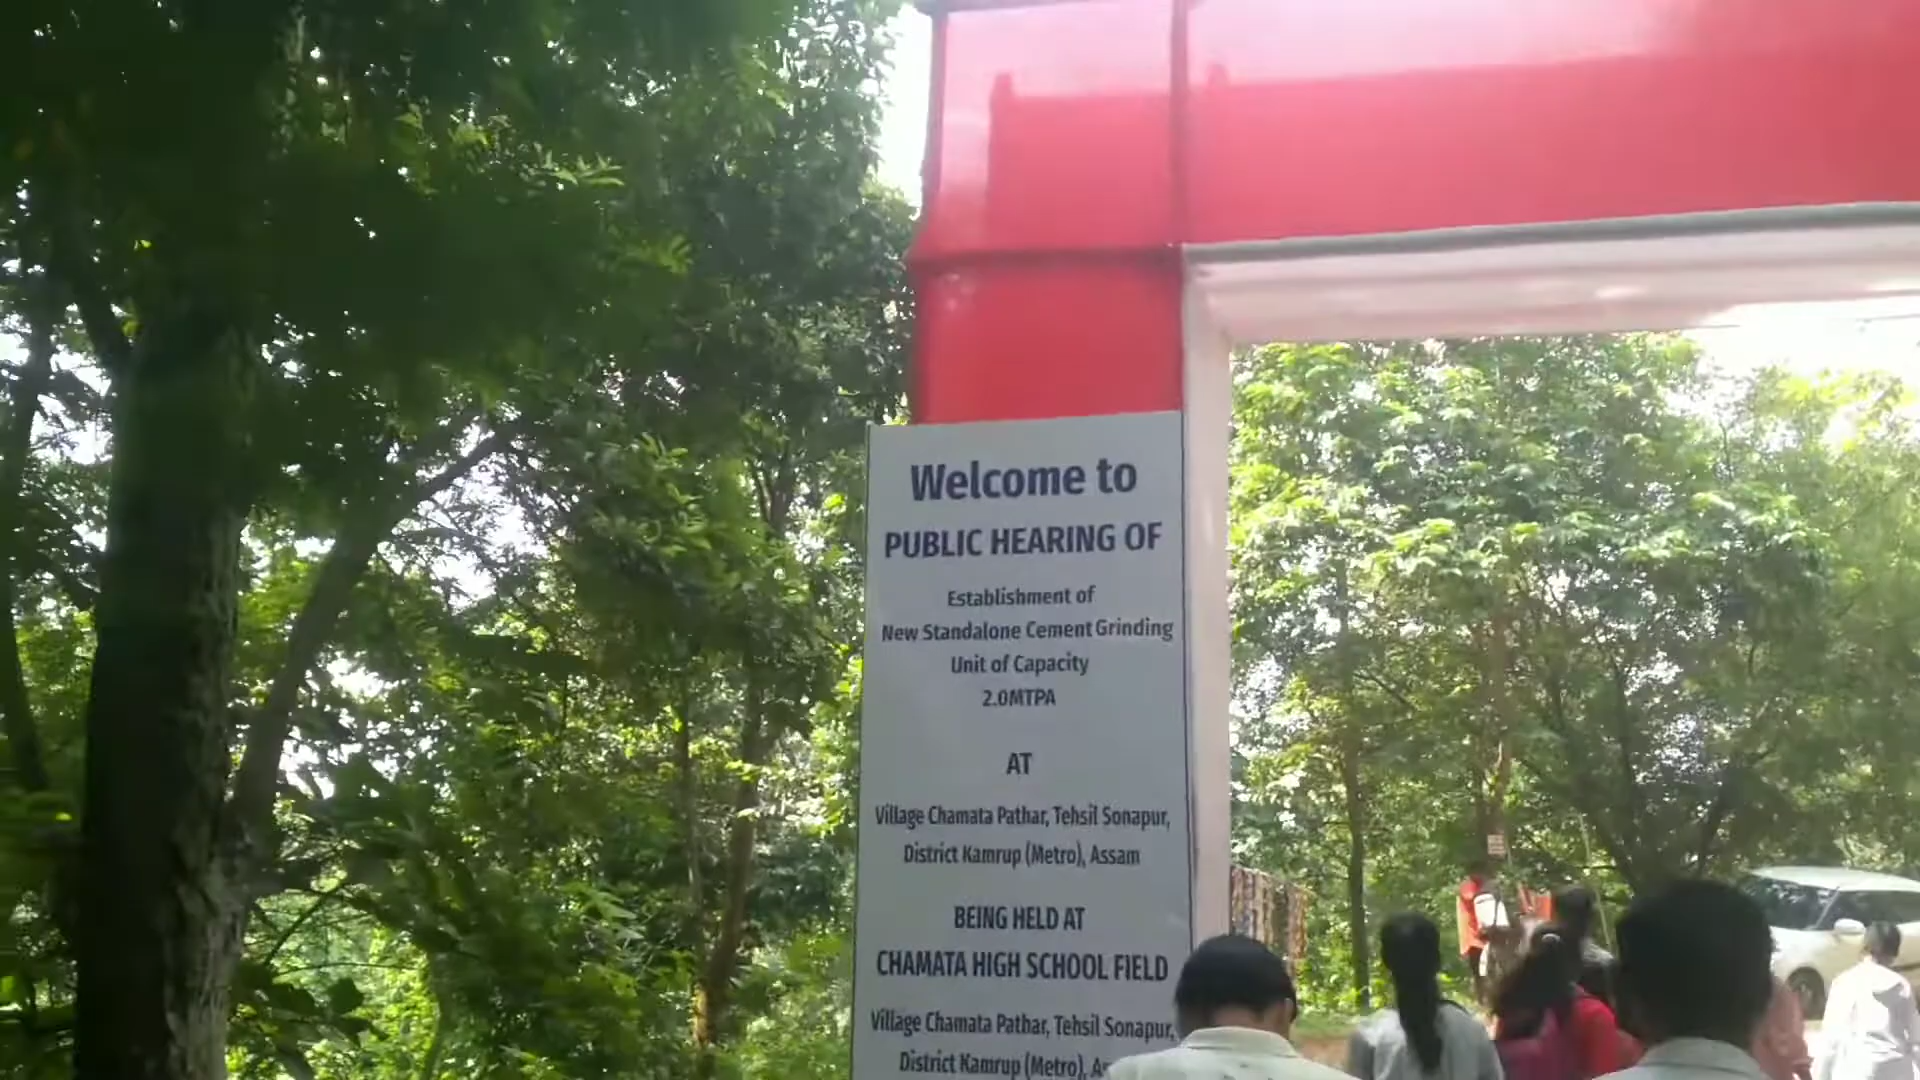 Welcome to
PUBLIC HEARING OF
Establishment of
New Standalone Cement Grinding
Unit of Capacity
2.0MTPA
AT
Village Chamata Pathar, Tehsil Sonapur,
District Kamrup (Metro), Assam
BEING HELD AT
CHAMATA HIGH SCHOOL FIELD
Village Chamata Pathar, Tehsil Sonapur,
District Kamrup (Metro),